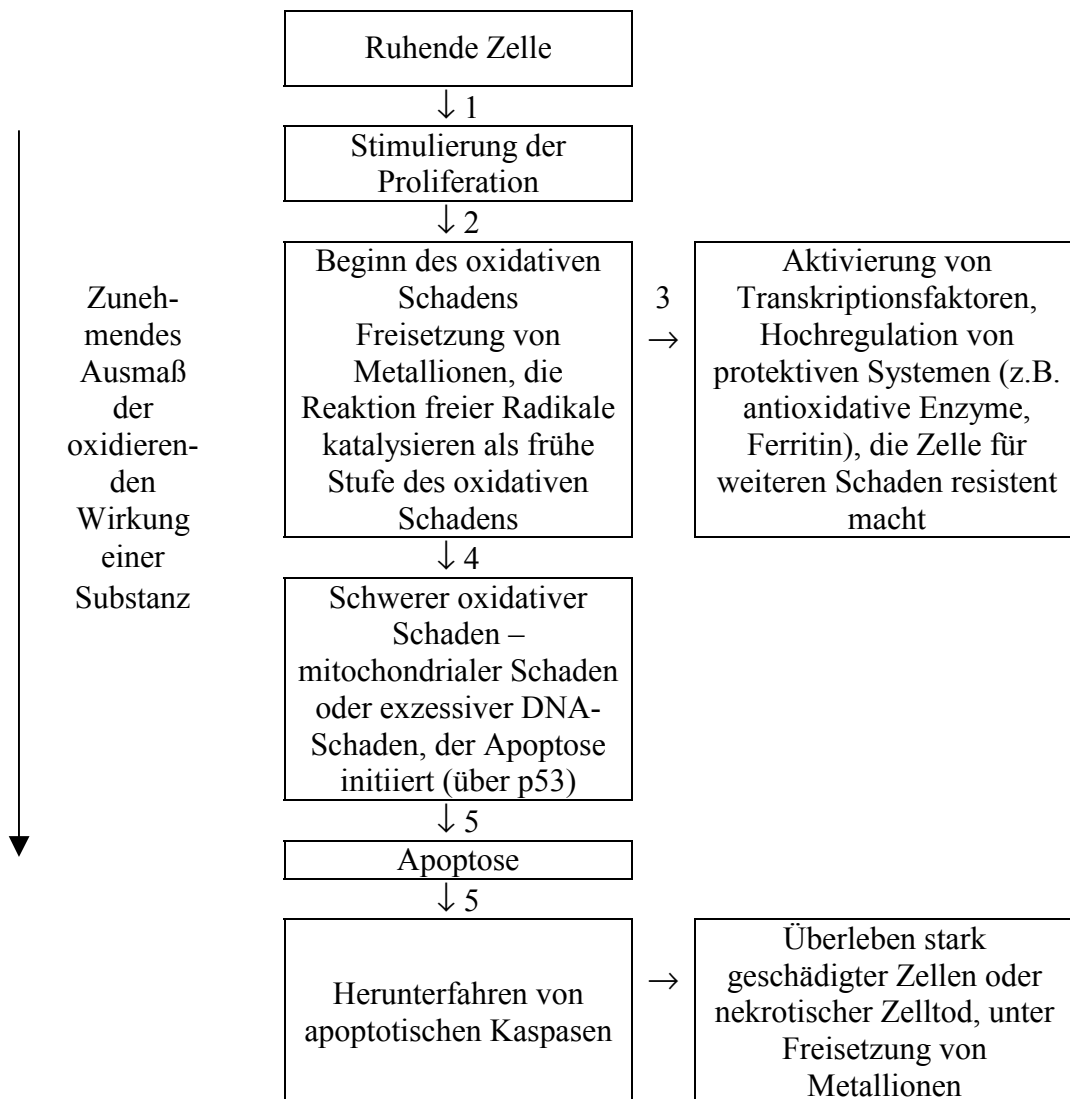 Ruhende Zelle
↓ 1
Stimulierung der
Proliferation
↓ 2
Zuneh-
mendes
Ausmaß
der
oxidieren-
den
Wirkung
einer
Substanz
Beginn des oxidativen
Schadens
Freisetzung von
Metallionen, die
Reaktion freier Radikale
katalysieren als frühe
Stufe des oxidativen
Schadens
3
→
Aktivierung von
Transkriptionsfaktoren,
Hochregulation von
protektiven Systemen (z.B.
antioxidative Enzyme,
Ferritin), die Zelle für
weiteren Schaden resistent
macht
↓ 4
Schwerer oxidativer
Schaden –
mitochondrialer Schaden
oder exzessiver DNA-
Schaden, der Apoptose
initiiert (über p53)
↓ 5
Apoptose
↓ 5
Herunterfahren von
apoptotischen Kaspasen
→
Überleben stark
geschädigter Zellen oder
nekrotischer Zelltod, unter
Freisetzung von
Metallionen